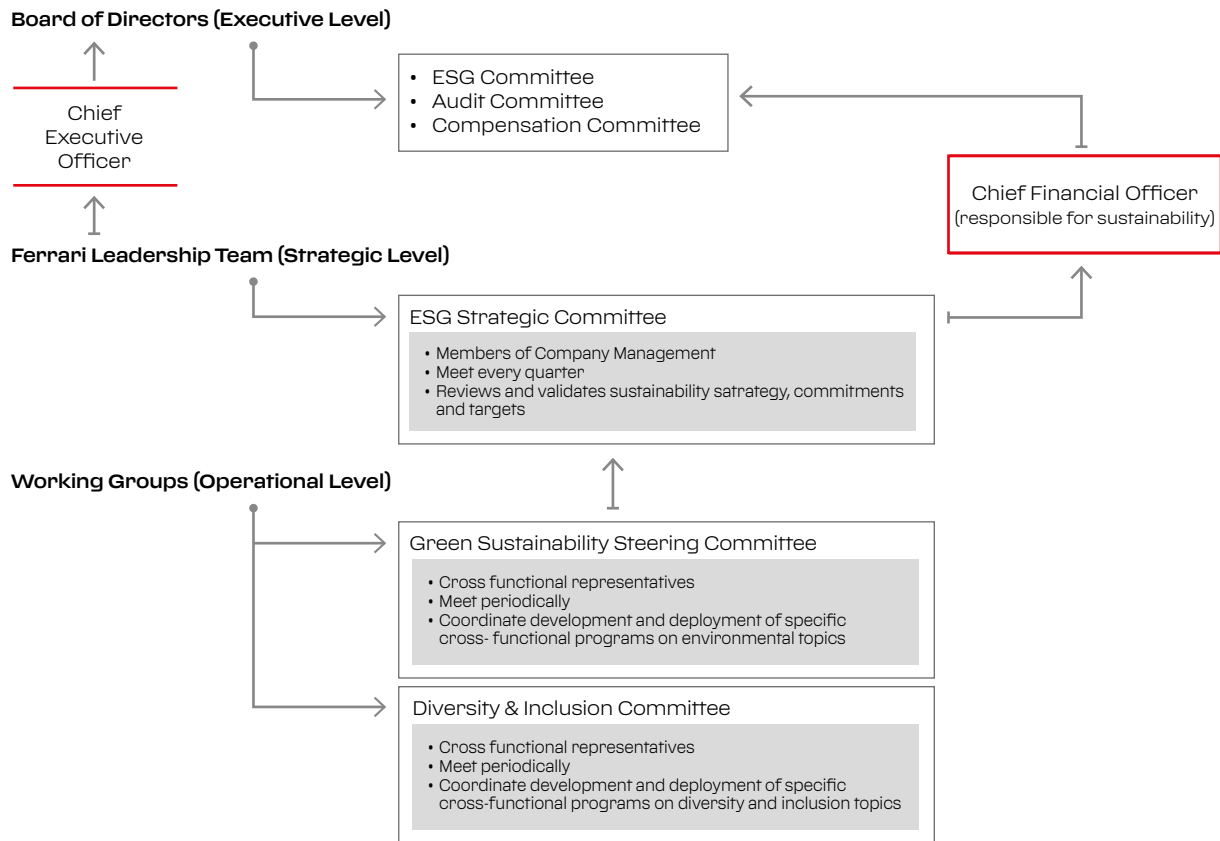 Board of Directors (Executive Level)
• ESG Committee
• Audit Committee
• Compensation Committee
Chief
Executive
Officer
Chief Financial Officer
(responsible for sustainability)
Ferrari Leadership Team (Strategic Level)
ESG Strategic Committee
• Members of Company Management
• Meet every quarter
• Reviews and validates sustainability satrategy, commitments
and targets
Working Groups (Operational Level)
Green Sustainability Steering Committee
• Cross functional representatives
• Meet periodically
• Coordinate development and deployment of specific
cross- functional programs on environmental topics
Diversity & Inclusion Committee
• Cross functional representatives
• Meet periodically
• Coordinate development and deployment of specific
cross-functional programs on diversity and inclusion topics